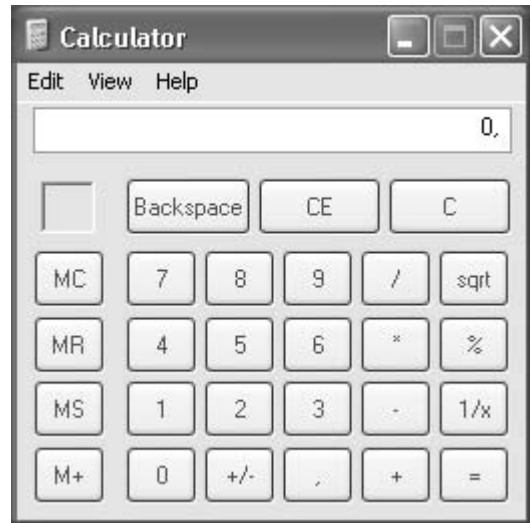 Calculator
Edit View Help
0,
Backspace CE C
MC 7 8 9 / sqrt
MR 4 5 6 * %
MS 1 2 3 - 1/x
M+ 0 +/- , + =